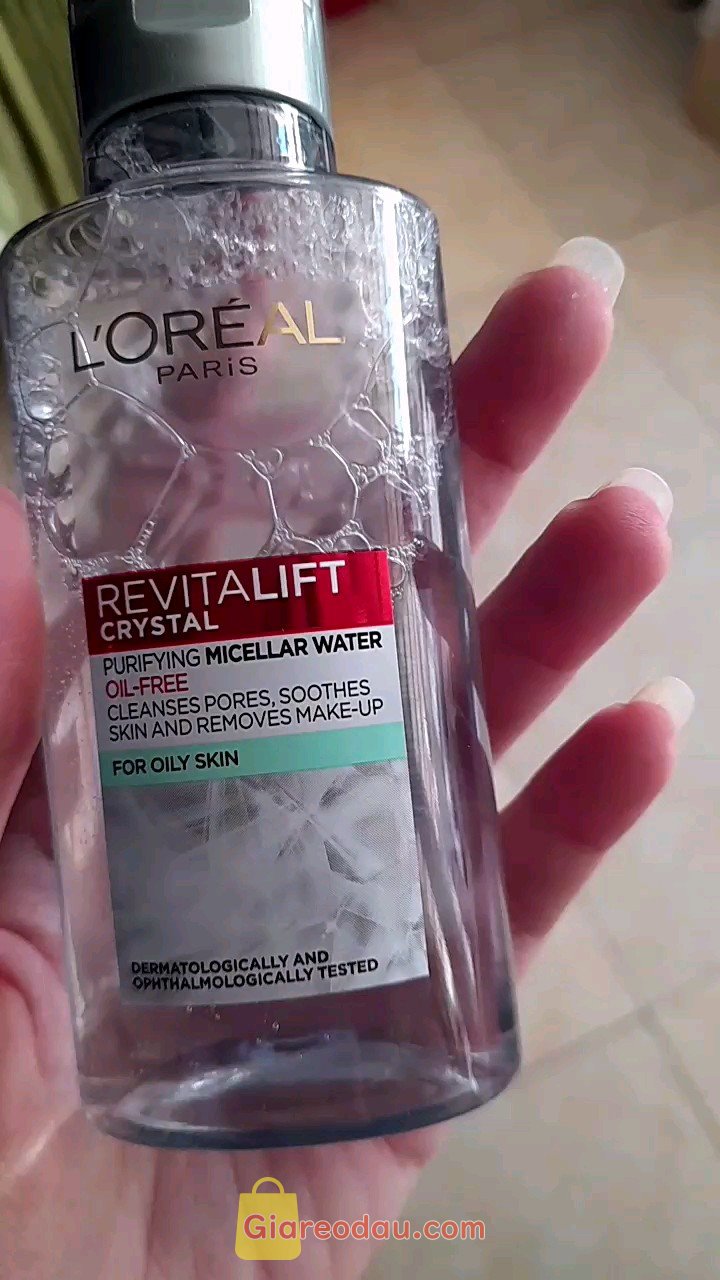 L'ORÉAL
PARiS
REVITALIFT
CRYSTAL
PURIFYING MICELLAR WATER
OIL-FREE
CLEANSES PORES, SOOTHES
SKIN AND REMOVES MAKE-UP
FOR OILY SKIN
DERMATOLOGICALLY AND
OPHTHALMOLOGICALLY TESTED
Giareodau.com